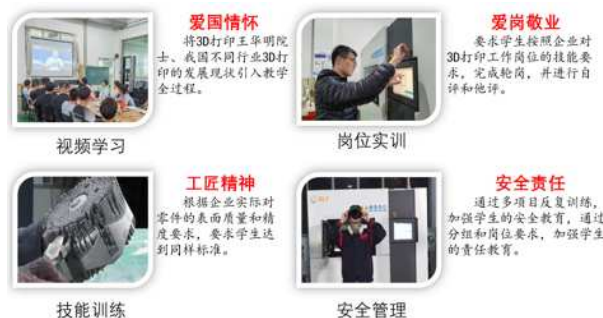 爱国情怀
将3D打印王华明院
士、我国不同行业3D打
印的发展现状引入教学
全过程。
视频学习
爱岗敬业
要求学生按照企业对
3D打印工作岗位的技能要
求，完成轮岗，并进行自
评和他评。
岗位实训
工匠精神
根据企业实际对
零件的表面质量和精
度要求，要求学生达
到同样标准。
技能训练
安全责任
通过多项目反复训练，
加强学生的安全教育，通过
分组和岗位要求，加强学生
的责任教育。
安全管理